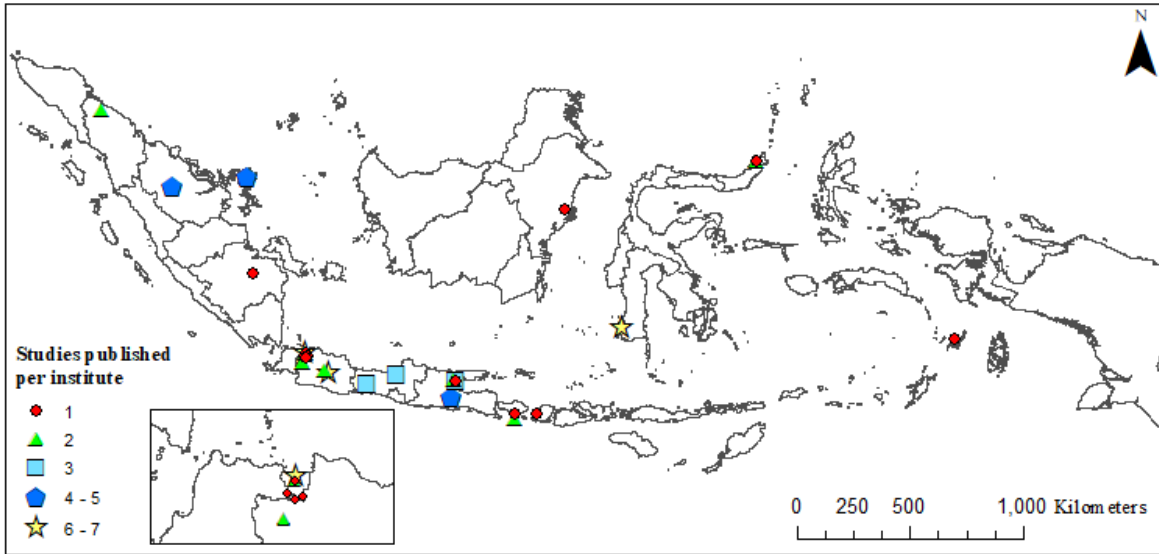 N
Studies published
per institute
1
2
3
4 - 5
6 - 7
0 250 500 1,000 Kilometers